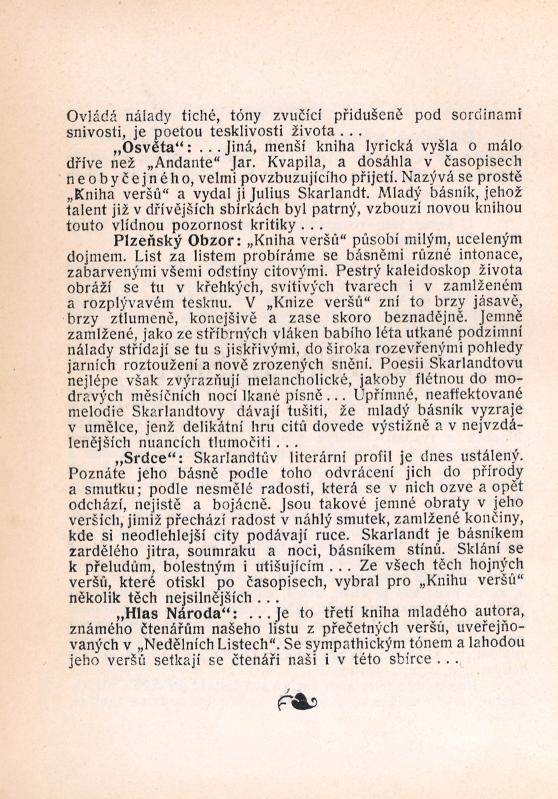 Ovládá nálady tiché, tóny zvučící přidušeně pod sordinami
snivosti, je poetou tesklivosti života . . .
„Osvěta“: . . . Jiná, menší kniha lyrická vyšla o málo
dříve než „Andante“ Jar. Kvapila, a dosáhla v časopisech
neobyčejného, velmi povzbuzujícího přijetí. Nazývá se prostě
„Kniha veršů“ a vydal ji Julius Skarlandt. Mladý básník, jehož
talent již v dřívějších sbírkách byl patrný, vzbouzí novou knihou
touto vlídnou pozornost kritiky . . .
Plzeňský Obzor: „Kniha veršů“ působí milým, uceleným
dojmem. List za listem probíráme se básněmi různé intonace,
zabarvenými všemi odstíny citovými. Pestrý kaleidoskop života
obráží se tu v křehkých, svítivých tvarech i v zamlženém
a rozplývavém tesknu. V „Knize veršů“ zní to brzy jásavě,
brzy ztlumeně, konejšivě a zase skoro beznadějně. Jemně
zamlžené, jako ze stříbrných vláken babího léta utkané podzimní
nálady střídají se tu s jiskřivými, do široka rozevřenými pohledy
jarních roztoužení a nově zrozených snění. Poesii Skarlandtovu
nejlépe však zvýrazňují melancholické, jakoby flétnou do mo-
dravých měsíčních nocí lkané písně . . . Upřímné, neaffektované
melodie Skarlandtovy dávají tušiti, že mladý básník vyzraje
v umělce, jenž delikátní hru citů dovede výstižně a v nejvzdá-
lenějších nuancích tlumočiti . . .
„Srdce“: Skarlandtův literární profil je dnes ustálený.
Poznáte jeho básně podle toho odvrácení jich do přírody
a smutku; podle nesmělé radosti, která se v nich ozve a opět
odchází, nejistě a bojácně. Jsou takové jemné obraty v jeho
verších, jimiž přechází radost v náhlý smutek, zamlžené končiny,
kde si neodlehlejší city podávají ruce. Skarlandt je básníkem
zardělého jitra, soumraku a noci, básníkem stínů. Sklání se
k přeludům, bolestným i utišujícím . . . Ze všech těch hojných
veršů, které otiskl po časopisech, vybral pro „Knihu veršů“
několik těch nejsilnějších . . .
„Hlas Národa“: . . . Je to třetí kniha mladého autora,
známého čtenářům našeho listu z přečetných veršů, uveřejňo-
vaných v „Nedělních Listech“. Se sympathickým tónem a lahodou
jeho veršů setkají se čtenáři naši i v této sbírce . . .